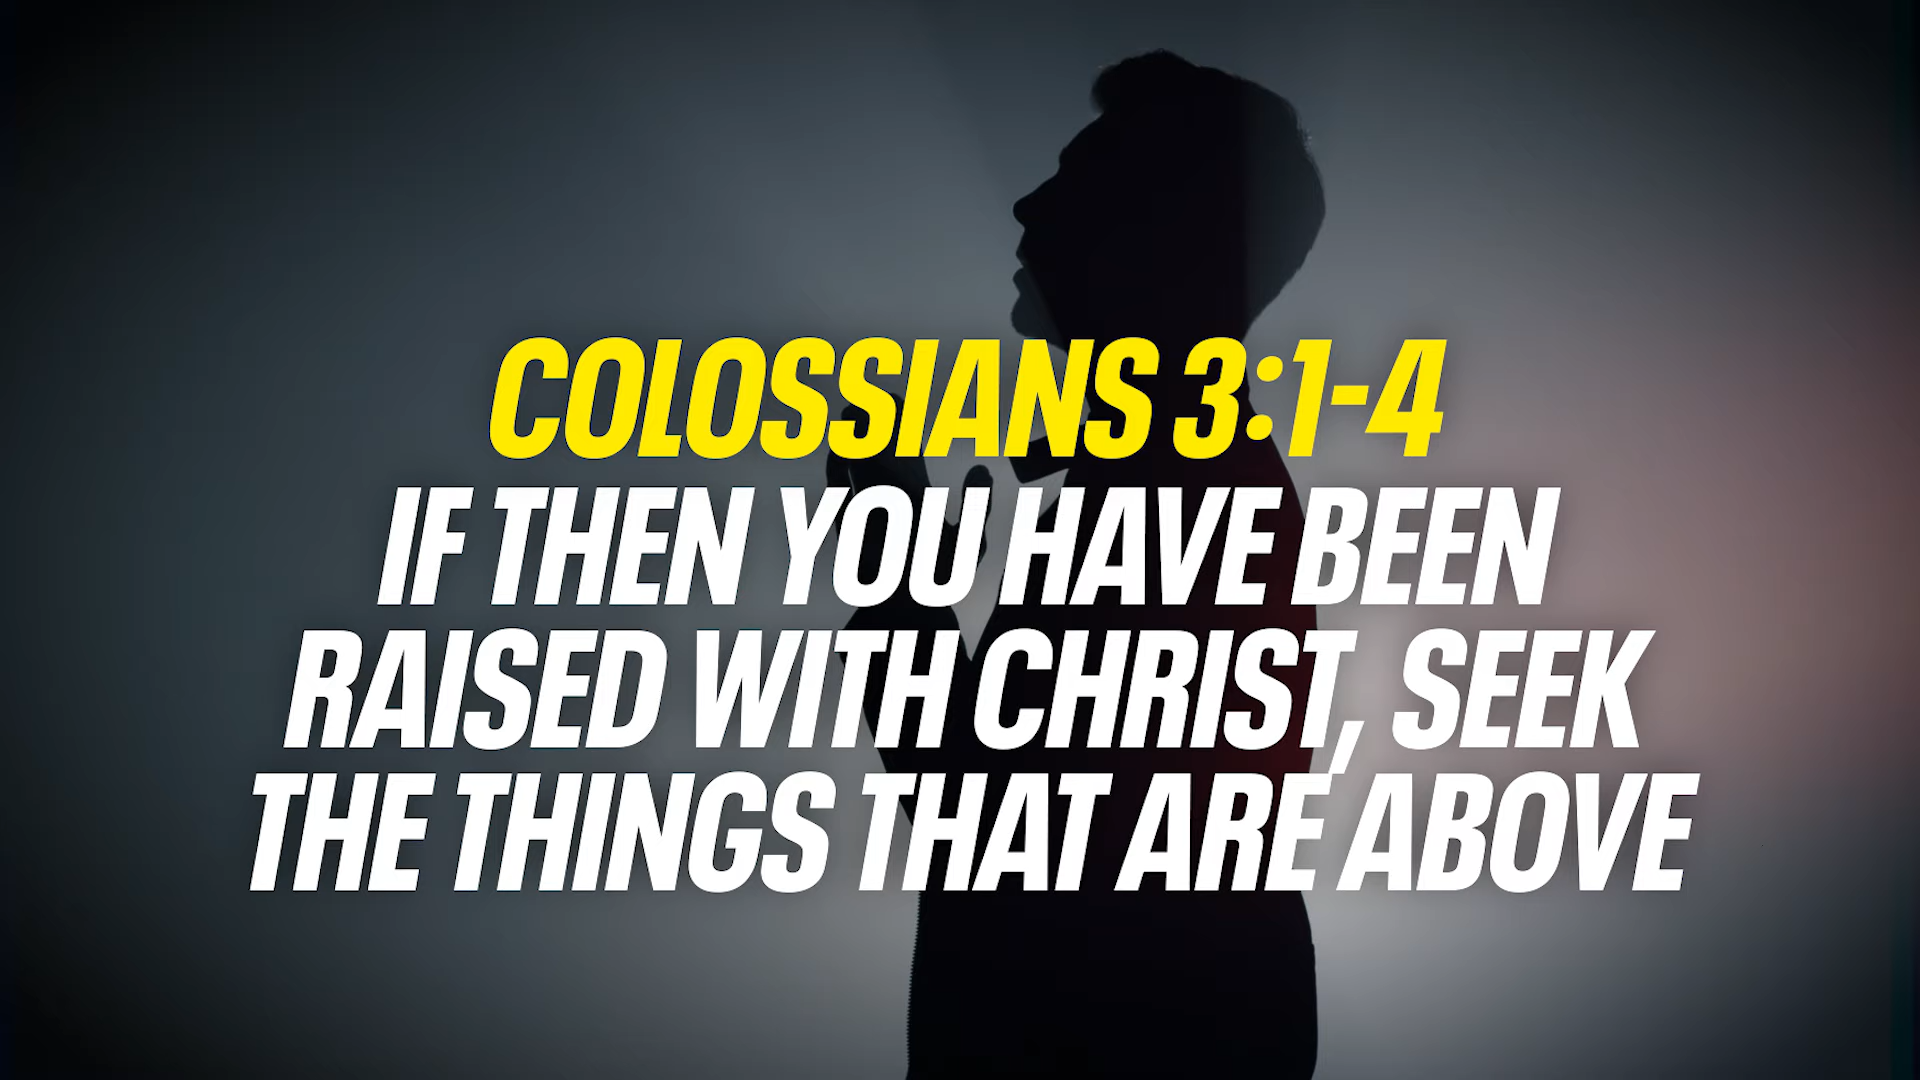 COLOSSIANS 3:1-4
IF THEN YOU HAVE BEEN
RAISED WITH CHRIST, SEEK
THE THINGS THAT ARE ABOVE